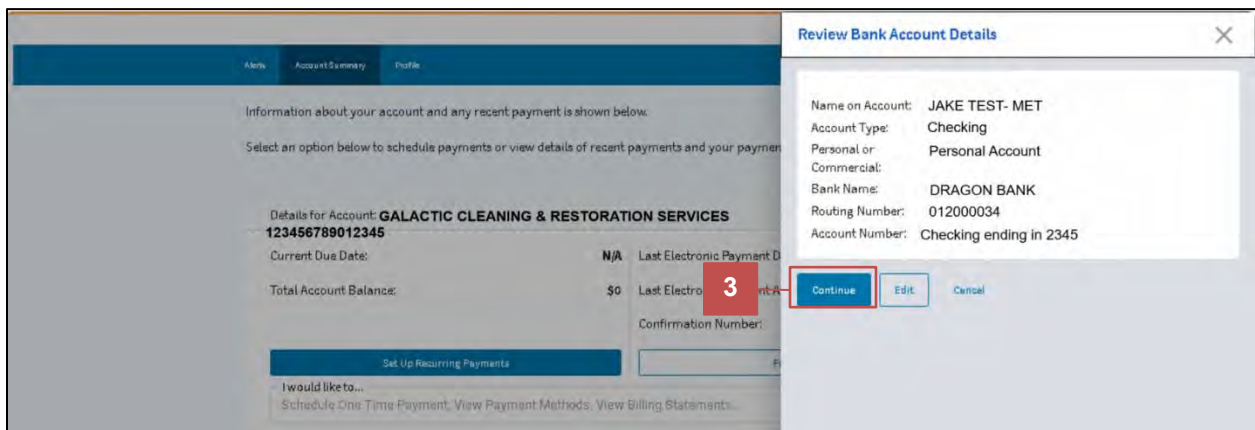 Alerts Account Summary Profile
Information about your account and any recent payment is shown below.
Select an option below to schedule payments or view details of recent payments and your paymen
Details for Account: GALACTIC CLEANING & RESTORATION SERVICES
123456789012345
Current Due Date: N/A Last Electronic Payment D
Total Account Balance: $0 Last Electro nt A
Confirmation Number:
Set Up Recurring Payments
I would like to...
Schedule One Time Payment, View Payment Methods, View Billing Statements...
Review Bank Account Details
Name on Account: JAKE TEST- MET
Account Type: Checking
Personal or Personal Account
Commercial:
Bank Name: DRAGON BANK
Routing Number: 012000034
Account Number: Checking ending in 2345
3 Continue Edit Cancel